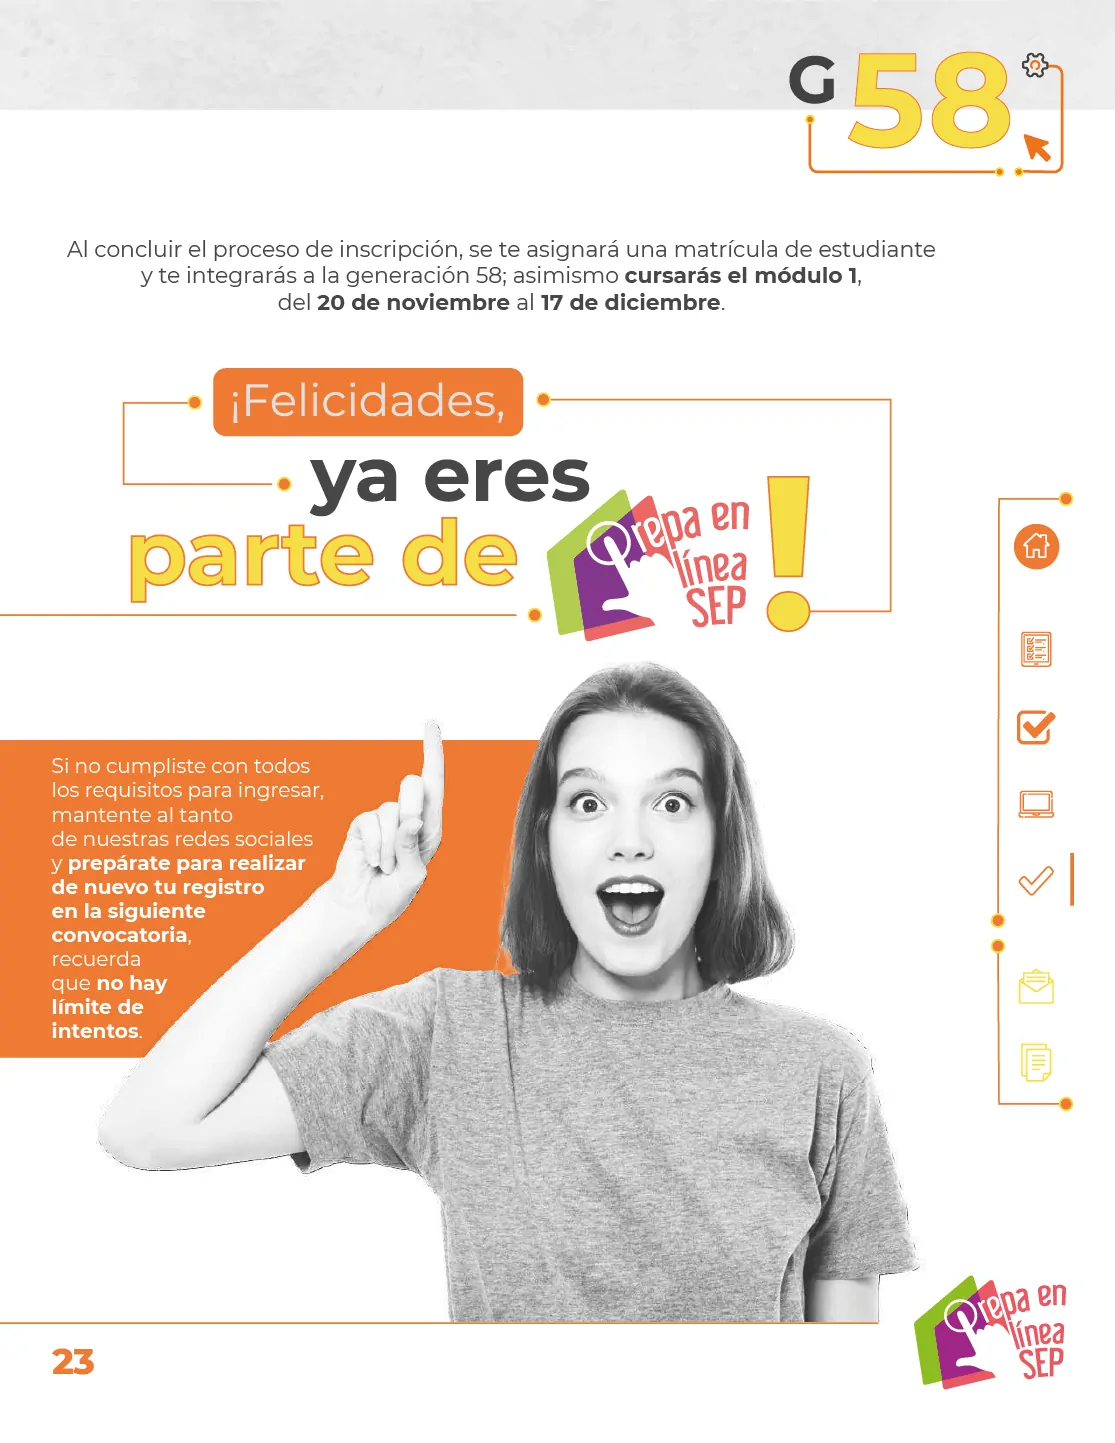 G 58
Al concluir el proceso de inscripción, se te asignará una matrícula de estudiante
y te integrarás a la generación 58; asimismo cursarás el módulo 1,
del 20 de noviembre al 17 de diciembre.
¡Felicidades,
ya eres
parte de
Prepa en
línea
SEP
!
Si no cumpliste con todos
los requisitos para ingresar,
mantente al tanto
de nuestras redes sociales
y prepárate para realizar
de nuevo tu registro
en la siguiente
convocatoria,
recuerda
que no hay
límite de
intentos.
Prepa en
línea
SEP
23